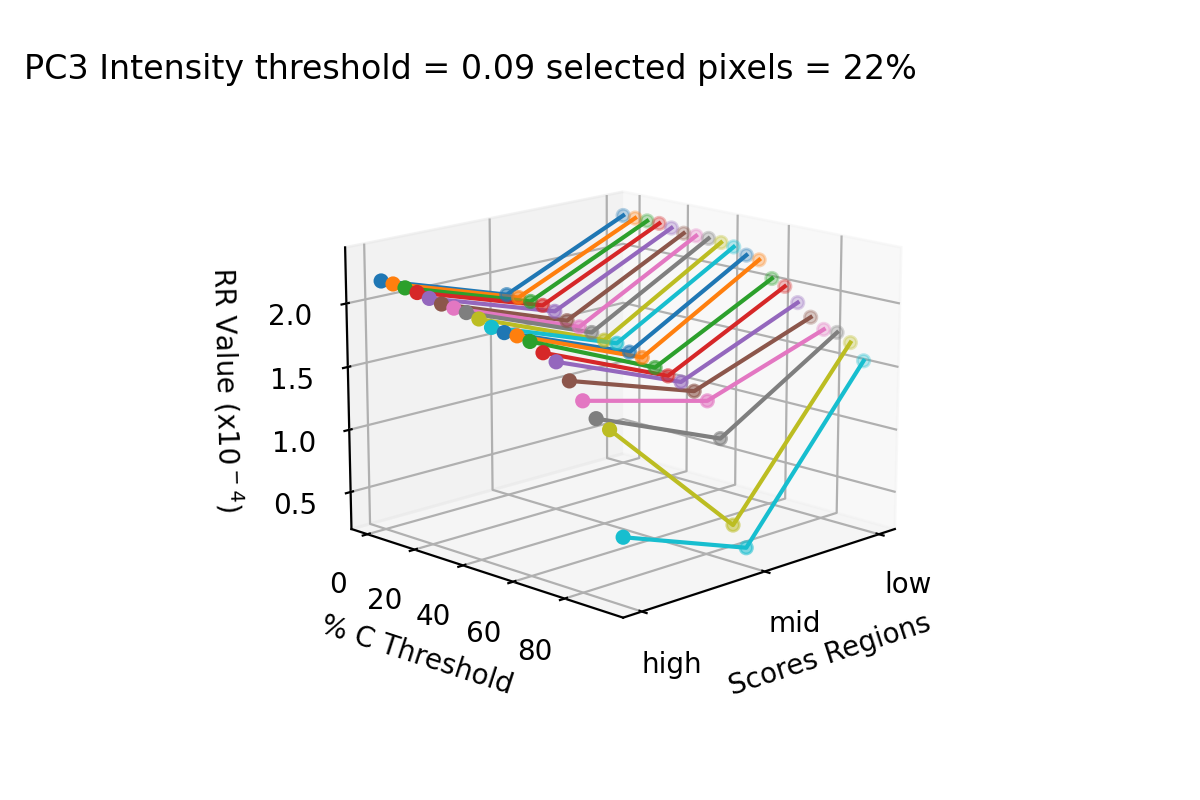 PC3 Intensity threshold = 0.09 selected pixels = 22%
RR Value (x10⁻⁴)
2.0
1.5
1.0
0.5
0
20
40
60
80
% C Threshold
high
mid
low
Scores Regions